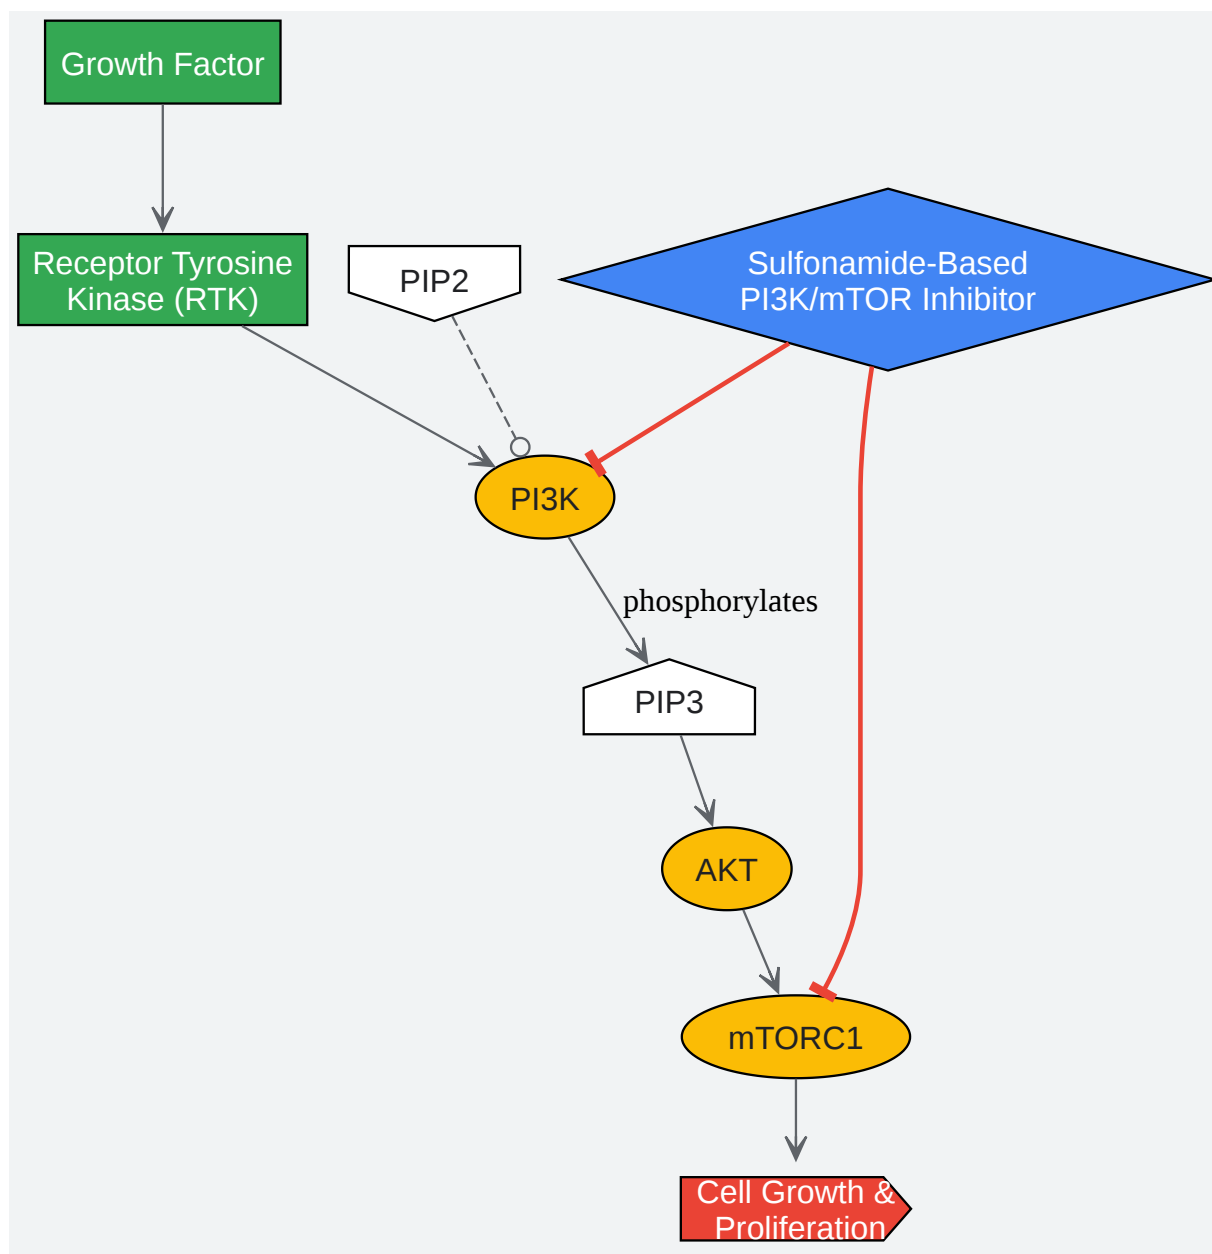 Growth Factor
Receptor Tyrosine
Kinase (RTK)
PIP2
Sulfonamide-Based
PI3K/mTOR Inhibitor
PI3K
phosphorylates
PIP3
AKT
mTORC1
Cell Growth &
Proliferation